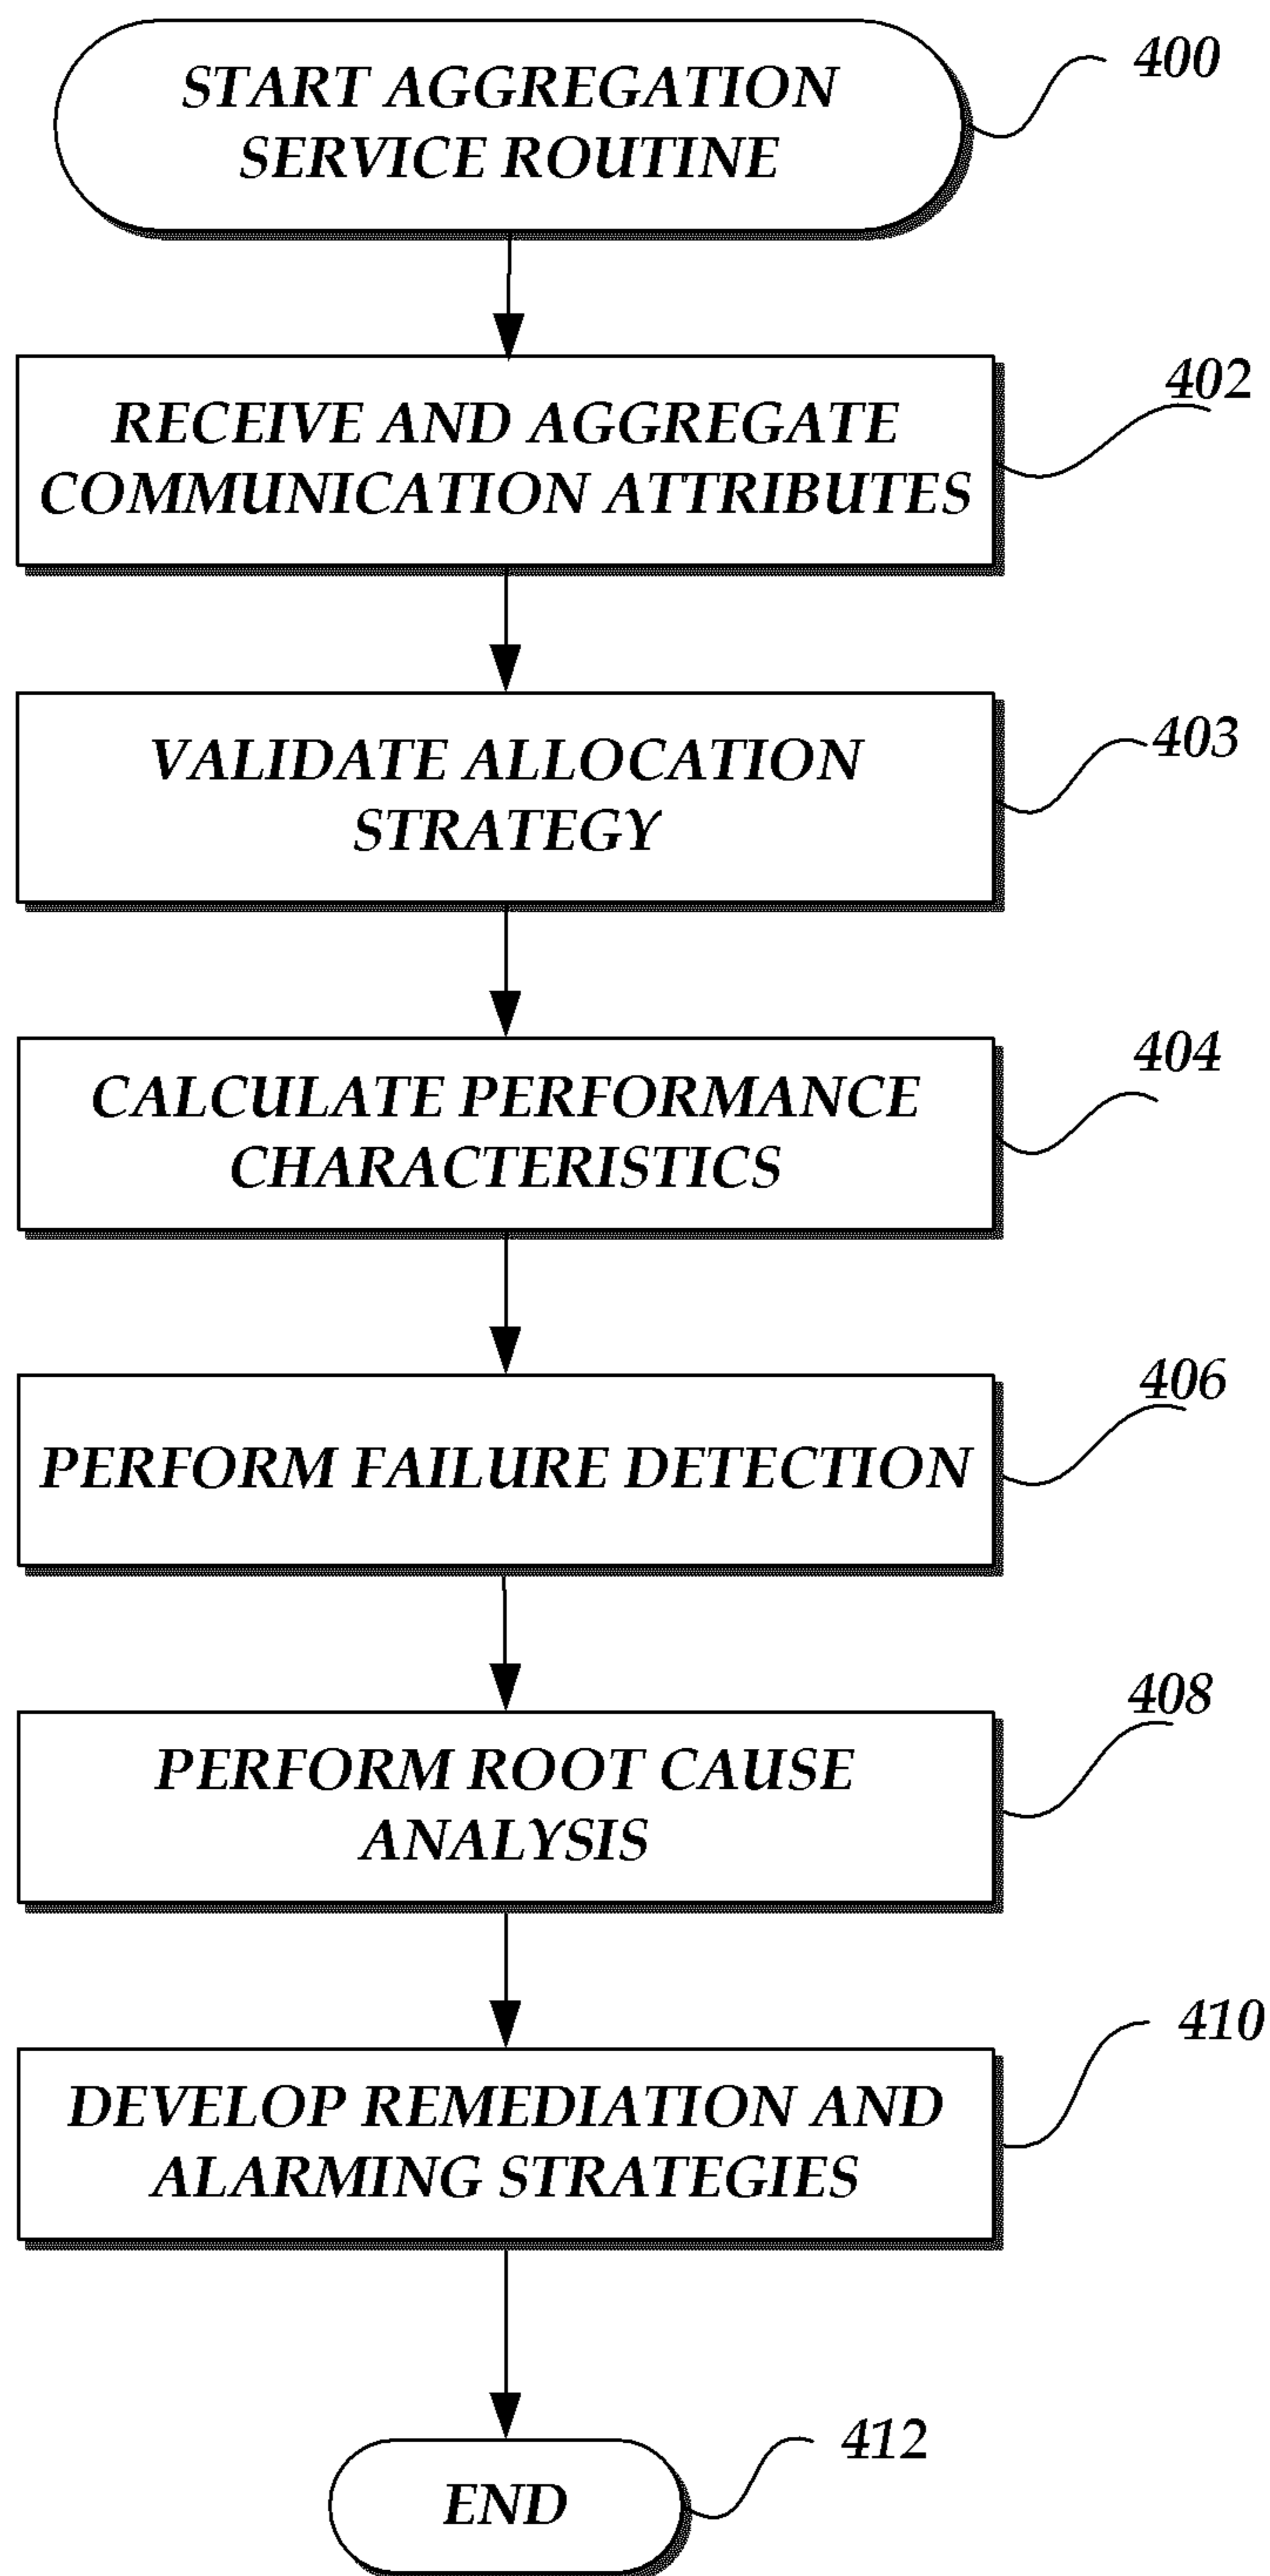 START AGGREGATION
SERVICE ROUTINE
400
RECEIVE AND AGGREGATE
COMMUNICATION ATTRIBUTES
402
VALIDATE ALLOCATION
STRATEGY
403
CALCULATE PERFORMANCE
CHARACTERISTICS
404
PERFORM FAILURE DETECTION
406
PERFORM ROOT CAUSE
ANALYSIS
408
DEVELOP REMEDIATION AND
ALARMING STRATEGIES
410
END
412